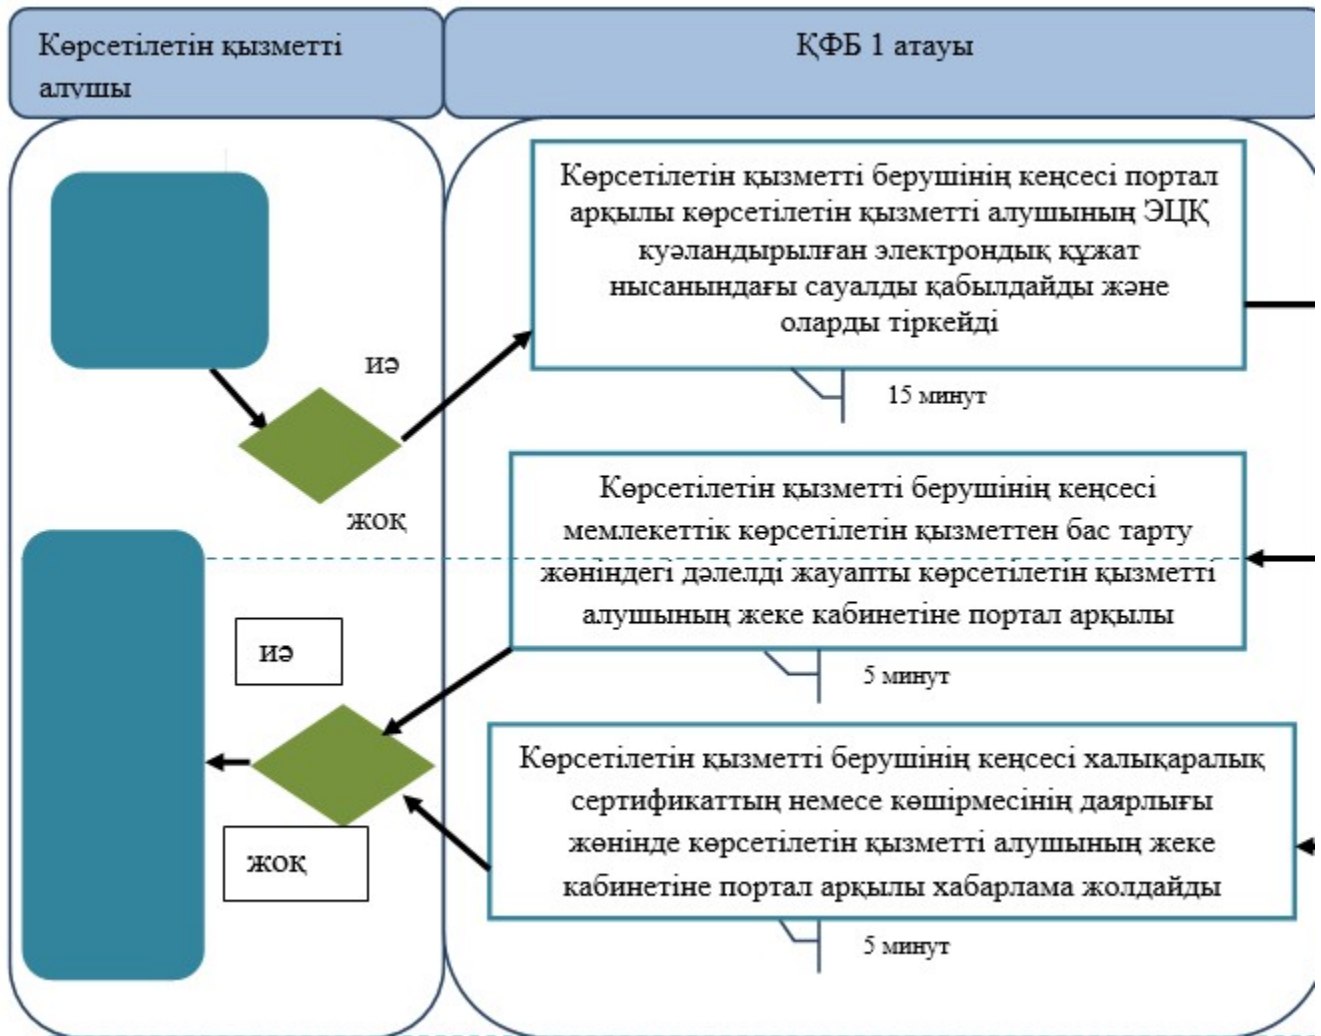 Көрсетілетін қызметті
алушы
ҚФБ 1 атауы
Көрсетілетін қызметті берушінің кеңсесі портал
арқылы көрсетілетін қызметті алушының ЭЦҚ
куәландырылған электрондық құжат
нысанындағы сауалды қабылдайды және
оларды тіркейді
иә
15 минут
жоқ
Көрсетілетін қызметті берушінің кеңсесі
мемлекеттік көрсетілетін қызметтен бас тарту
жөніндегі дәлелді жауапты көрсетілетін қызметті
алушының жеке кабинетіне портал арқылы
иә
5 минут
Көрсетілетін қызметті берушінің кеңсесі халықаралық
сертификаттың немесе көшірмесінің даярлығы
жөнінде көрсетілетін қызметті алушының жеке
кабинетіне портал арқылы хабарлама жолдайды
жоқ
5 минут